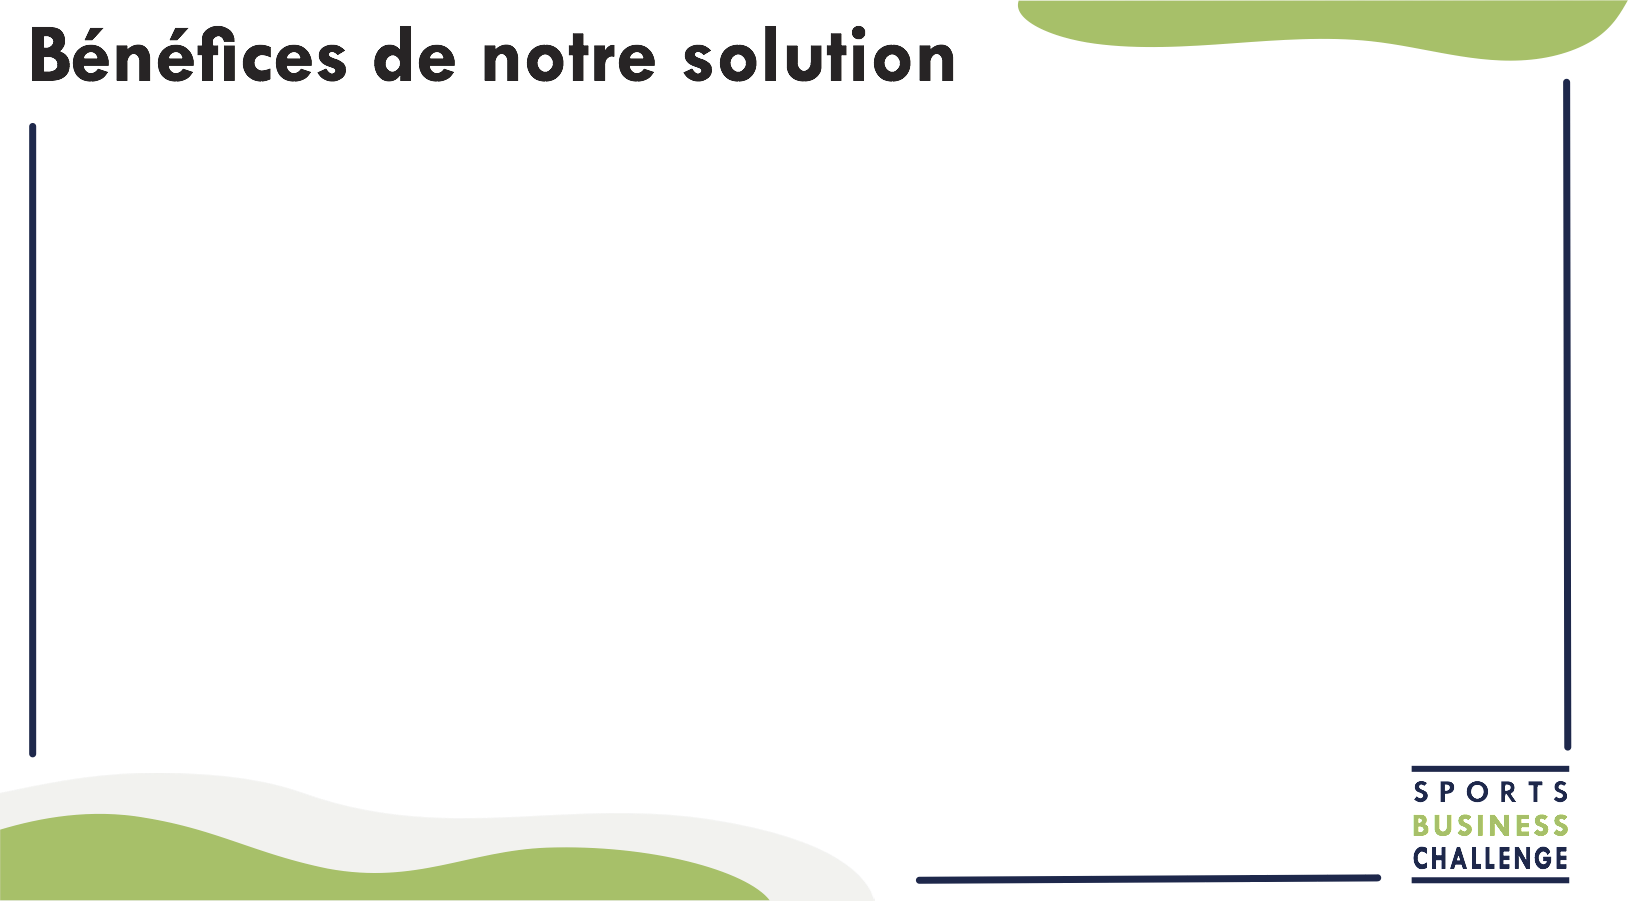 Bénéfices de notre solution
SPORTS
BUSINESS
CHALLENGE